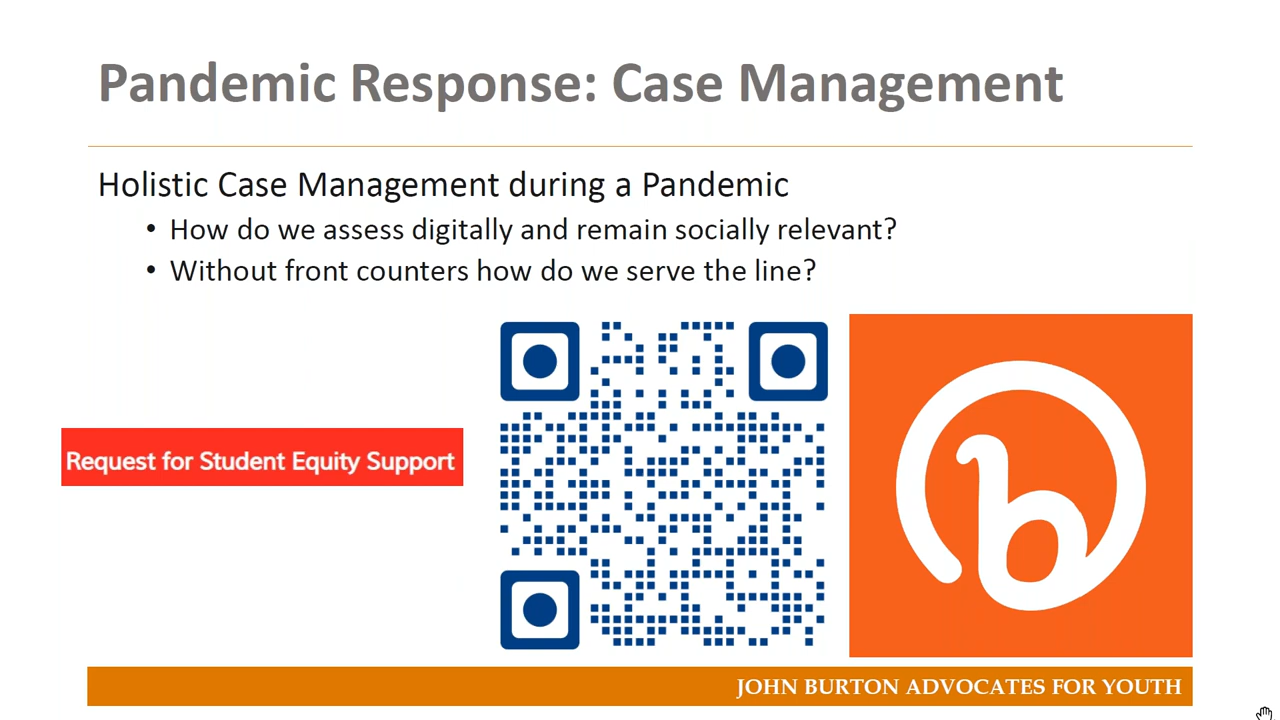 Pandemic Response: Case Management
Holistic Case Management during a Pandemic
• How do we assess digitally and remain socially relevant?
• Without front counters how do we serve the line?
Request for Student Equity Support
b
JOHN BURTON ADVOCATES FOR YOUTH